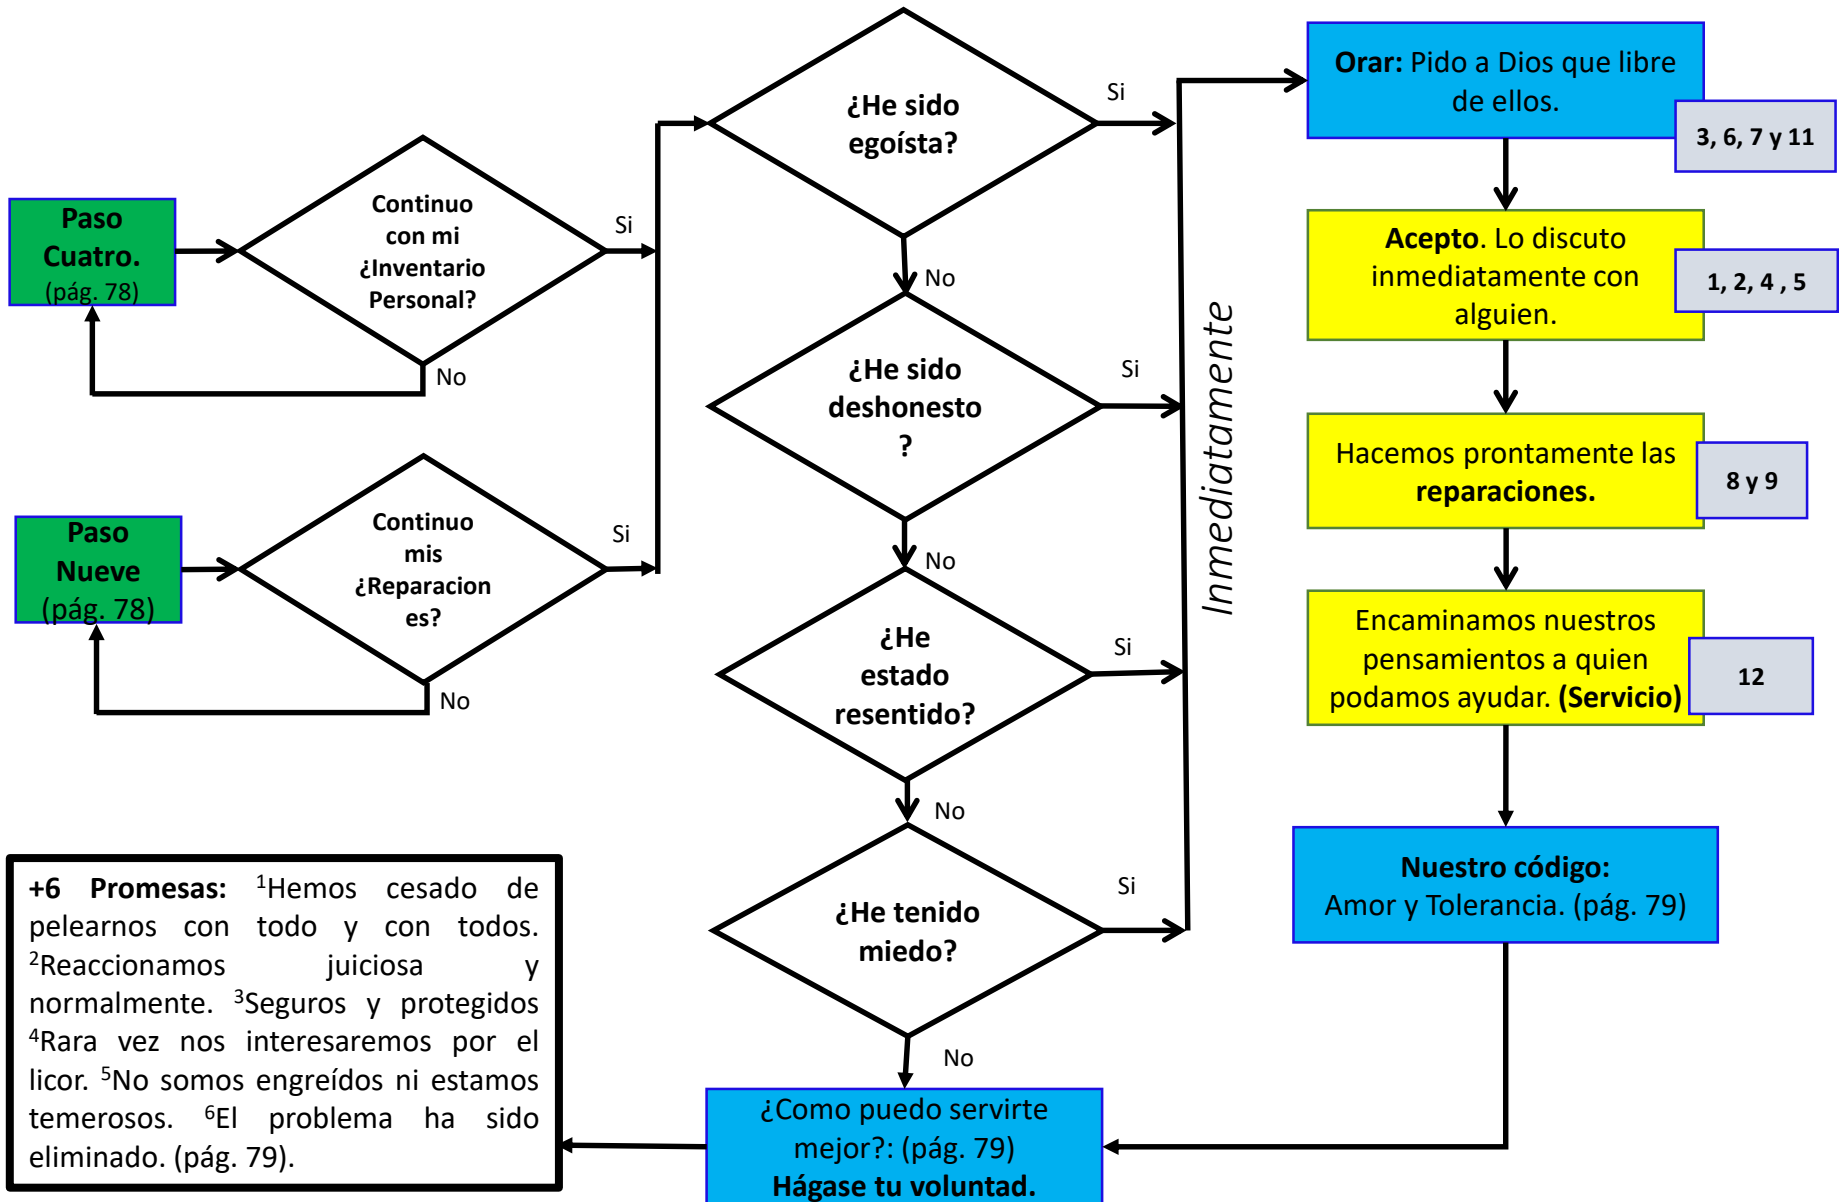 Paso
Cuatro.
(pág. 78)
Continuo
con mi
¿Inventario
Personal?
Si
No
Paso
Nueve
(pág. 78)
Continuo
mis
¿Reparacion
es?
Si
No
¿He sido
egoísta?
Si
No
¿He sido
deshonesto
?
Si
No
¿He
estado
resentido?
Si
No
¿He tenido
miedo?
Si
No
Inmediatamente
Orar: Pido a Dios que libre
de ellos.
3, 6, 7 y 11
Acepto. Lo discuto
inmediatamente con
alguien.
1, 2, 4 , 5
Hacemos prontamente las
reparaciones.
8 y 9
Encaminamos nuestros
pensamientos a quien
podamos ayudar. (Servicio)
12
Nuestro código:
Amor y Tolerancia. (pág. 79)
¿Como puedo servirte
mejor?: (pág. 79)
Hágase tu voluntad.
+6 Promesas: ¹Hemos cesado de
pelearnos con todo y con todos.
²Reaccionamos juiciosa y
normalmente. ³Seguros y protegidos
⁴Rara vez nos interesaremos por el
licor. ⁵No somos engreídos ni estamos
temerosos. ⁶El problema ha sido
eliminado. (pág. 79).